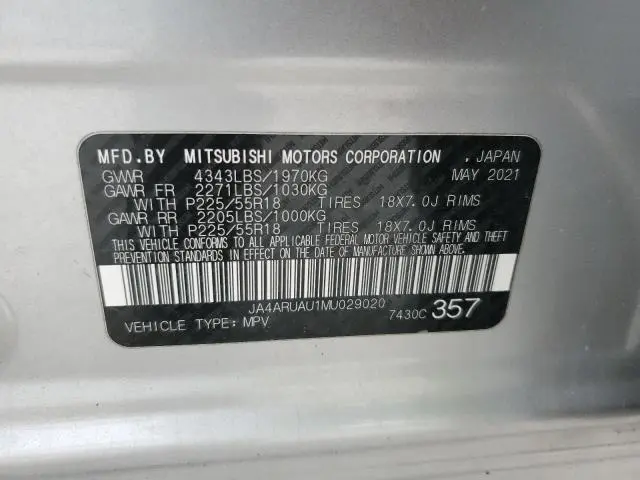 MFD.BY MITSUBISHI MOTORS CORPORATION , JAPAN
GVWR 4343LBS/1970KG MAY 2021
GAWR FR 2271LBS/1030KG
WITH P225/55R18 TIRES 18X7.0J RIMS
GAWR RR 2205LBS/1000KG
WITH P225/55R18 TIRES 18X7.0J RIMS
THIS VEHICLE CONFORMS TO ALL APPLICABLE FEDERAL MOTOR VEHICLE SAFETY AND THEFT
PREVENTION STANDARDS IN EFFECT ON THE DATE OF MANUFACTURE SHOWN ABOVE.
JA4ARUAU1MU029020
VEHICLE TYPE: MPV 7430C 357